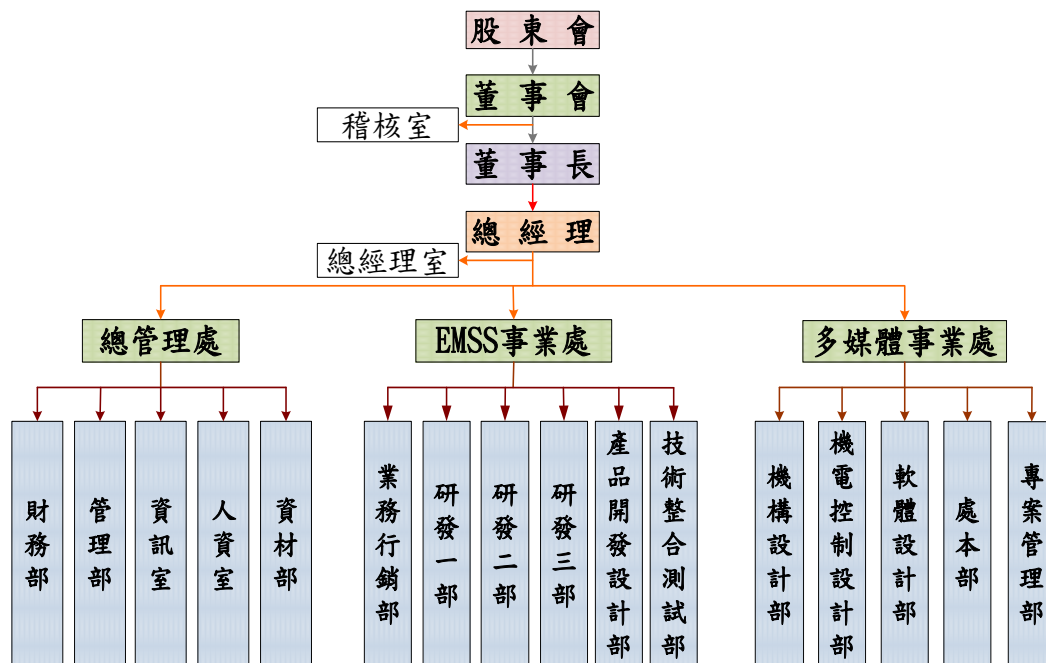 股東會
董事會
稽核室
董事長
總經理
總經理室
總管理處
EMSS事業處
多媒體事業處
財務部
管理部
資訊室
人資室
資材部
業務行銷部
研發一部
研發二部
研發三部
產品開發設計部
技術整合測試部
機構設計部
機電控制設計部
軟體設計部
處本部
專案管理部